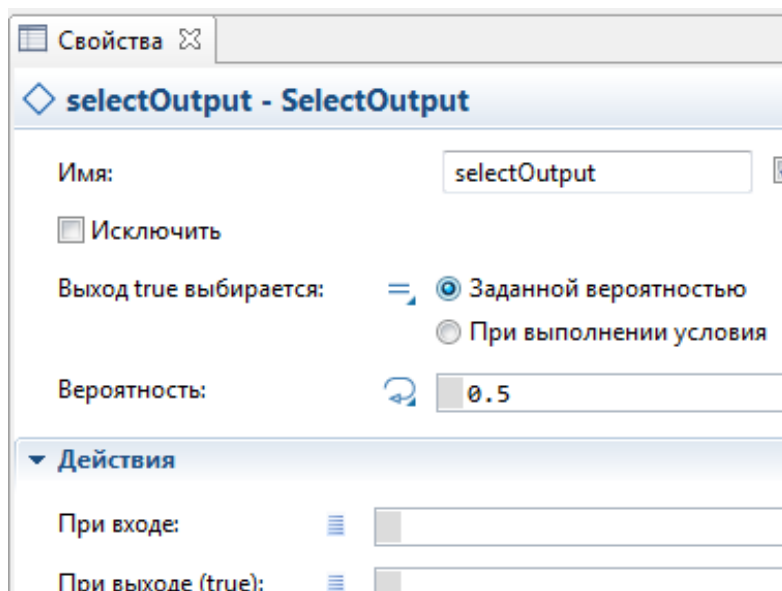 Свойства
selectOutput - SelectOutput
Имя: selectOutput
Исключить
Выход true выбирается: Заданной вероятностью
При выполнении условия
Вероятность: 0.5
Действия
При входе:
При выходе (true):